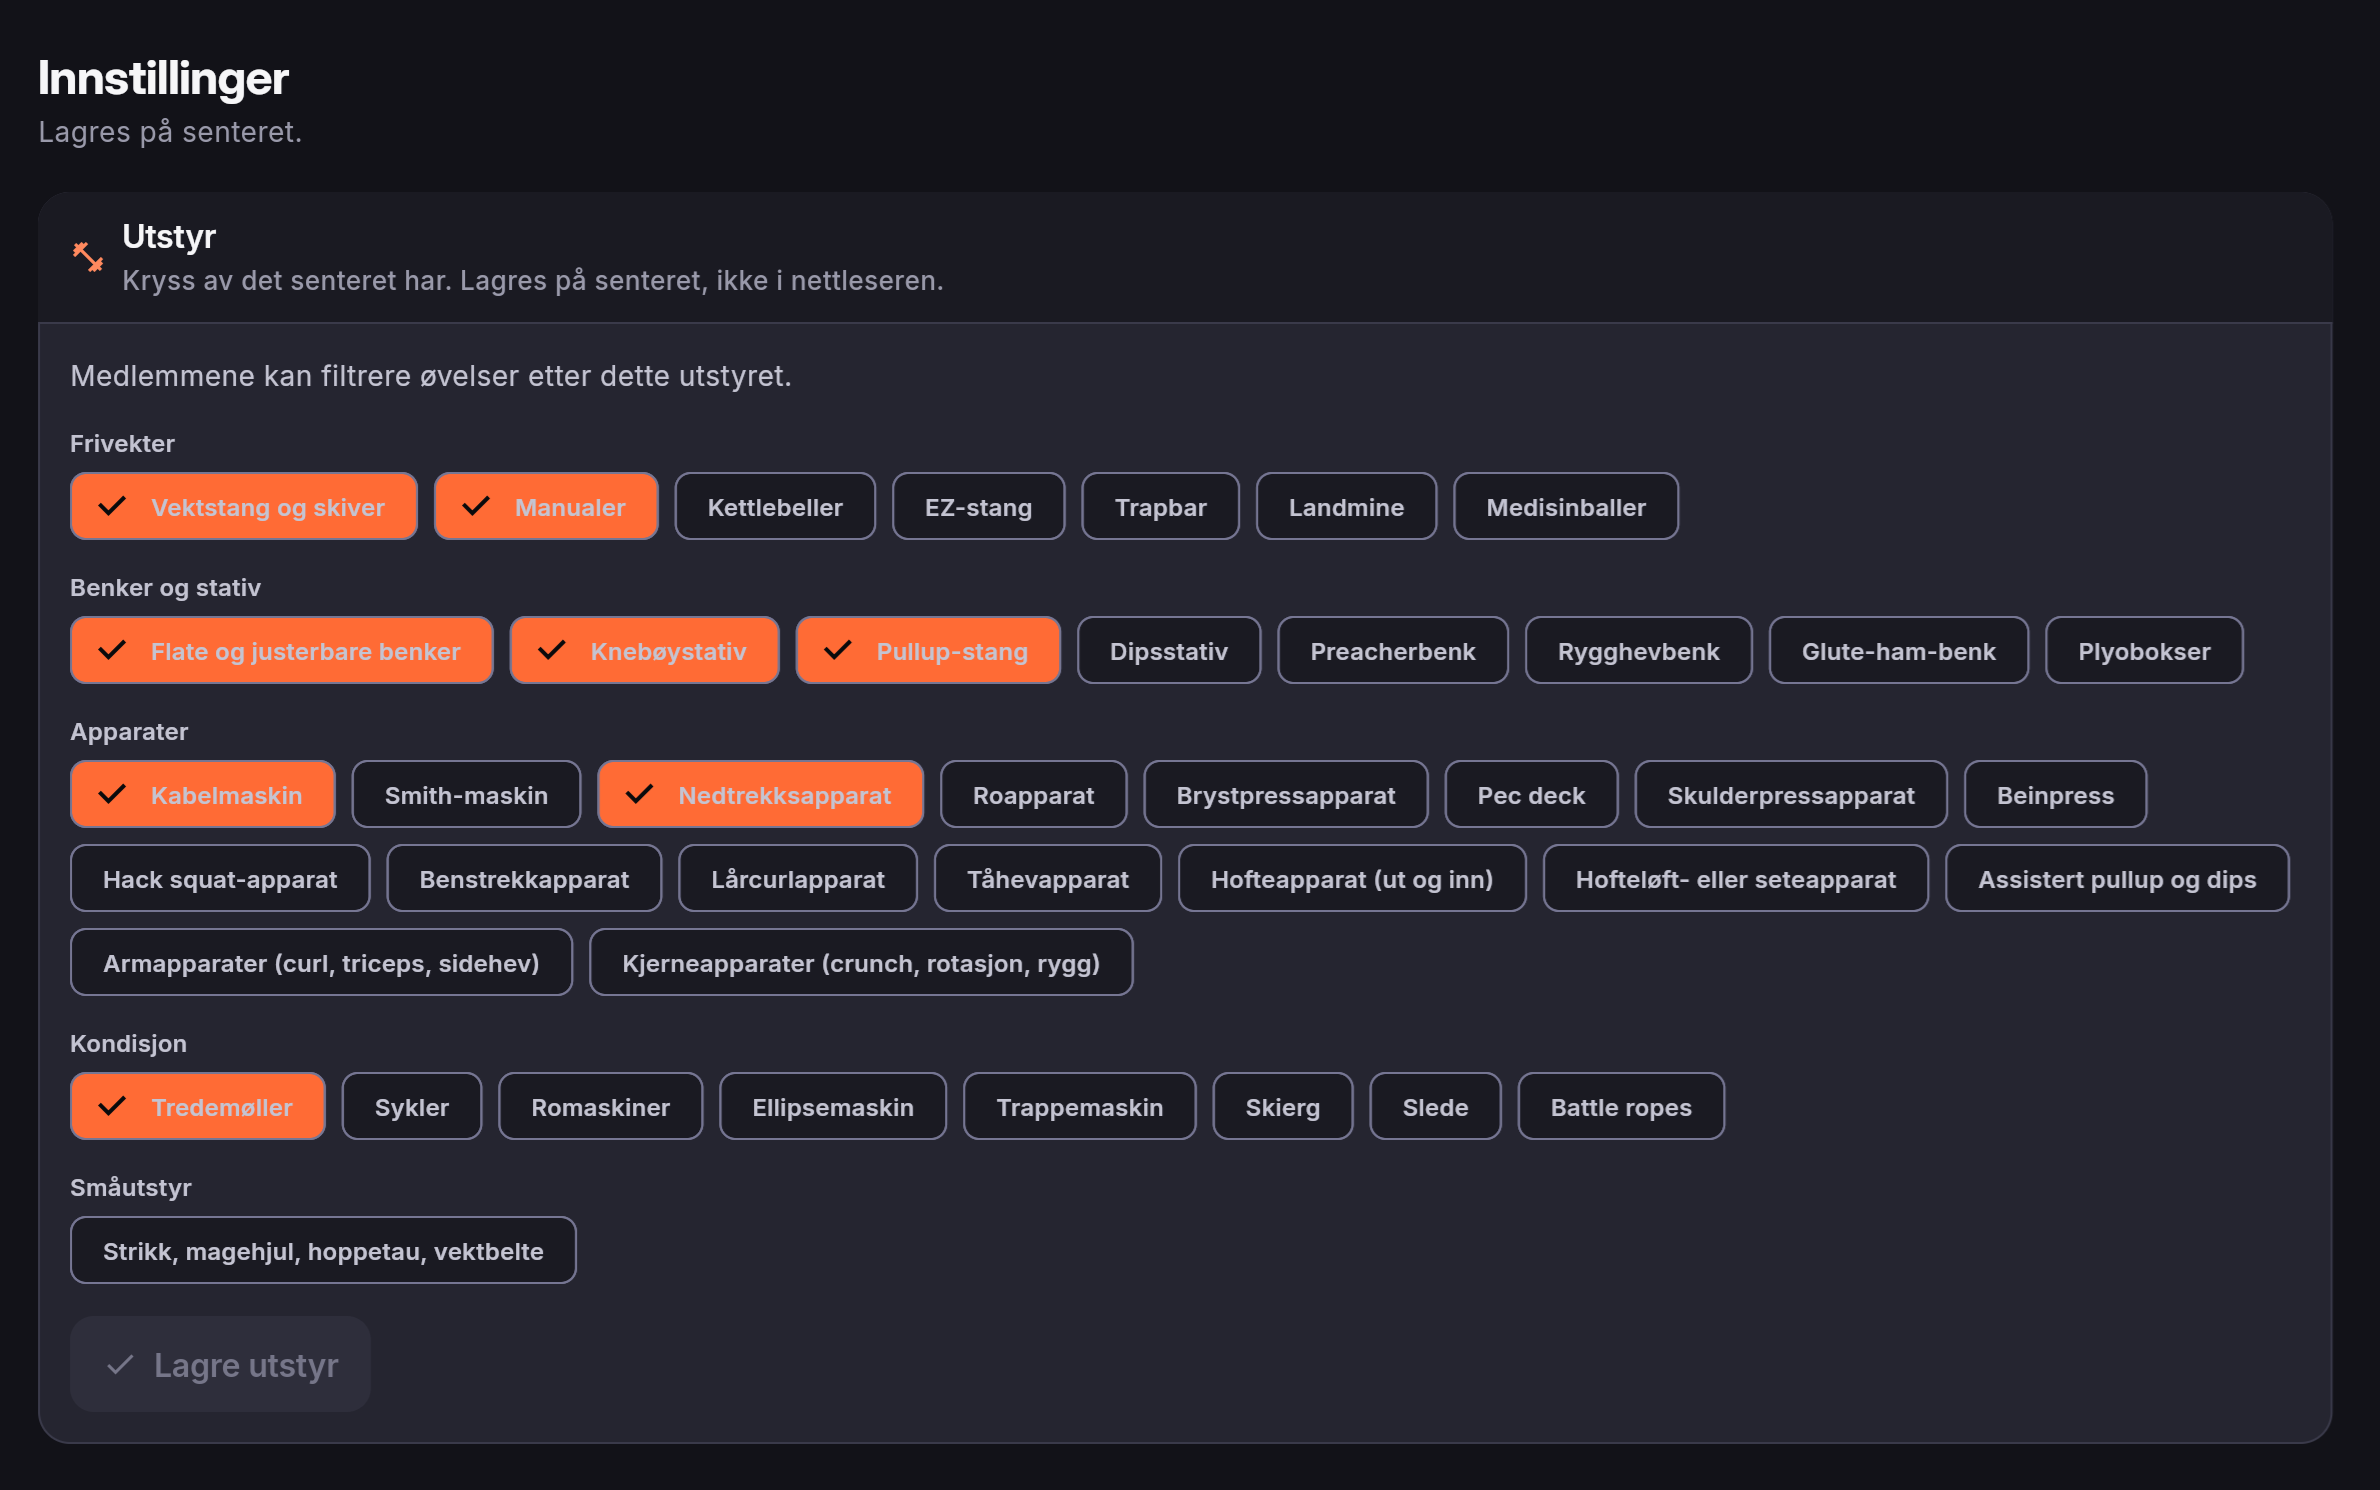 Innstillinger
Lagres på senteret.
Utstyr
Kryss av det senteret har. Lagres på senteret, ikke i nettleseren.
Medlemmene kan filtrere øvelser etter dette utstyret.
Frivekter
Vektstang og skiver Manualer Kettlebeller EZ-stang Trapbar Landmine Medisinballer
Benker og stativ
Flate og justerbare benker Knebøystativ Pullup-stang Dipsstativ Preacherbenk Rygghevbenk Glute-ham-benk Plyobokser
Apparater
Kabelmaskin Smith-maskin Nedtrekksapparat Roapparat Brystpressapparat Pec deck Skulderpressapparat Beinpress
Hack squat-apparat Benstrekkapparat Lårcurlapparat Tåhevapparat Hofteapparat (ut og inn) Hofteløft- eller seteapparat Assistert pullup og dips
Armapparater (curl, triceps, sidehev) Kjerneapparater (crunch, rotasjon, rygg)
Kondisjon
Tredemøller Sykler Romaskiner Ellipsemaskin Trappemaskin Skierg Slede Battle ropes
Småutstyr
Strikk, magehjul, hoppetau, vektbelte
Lagre utstyr